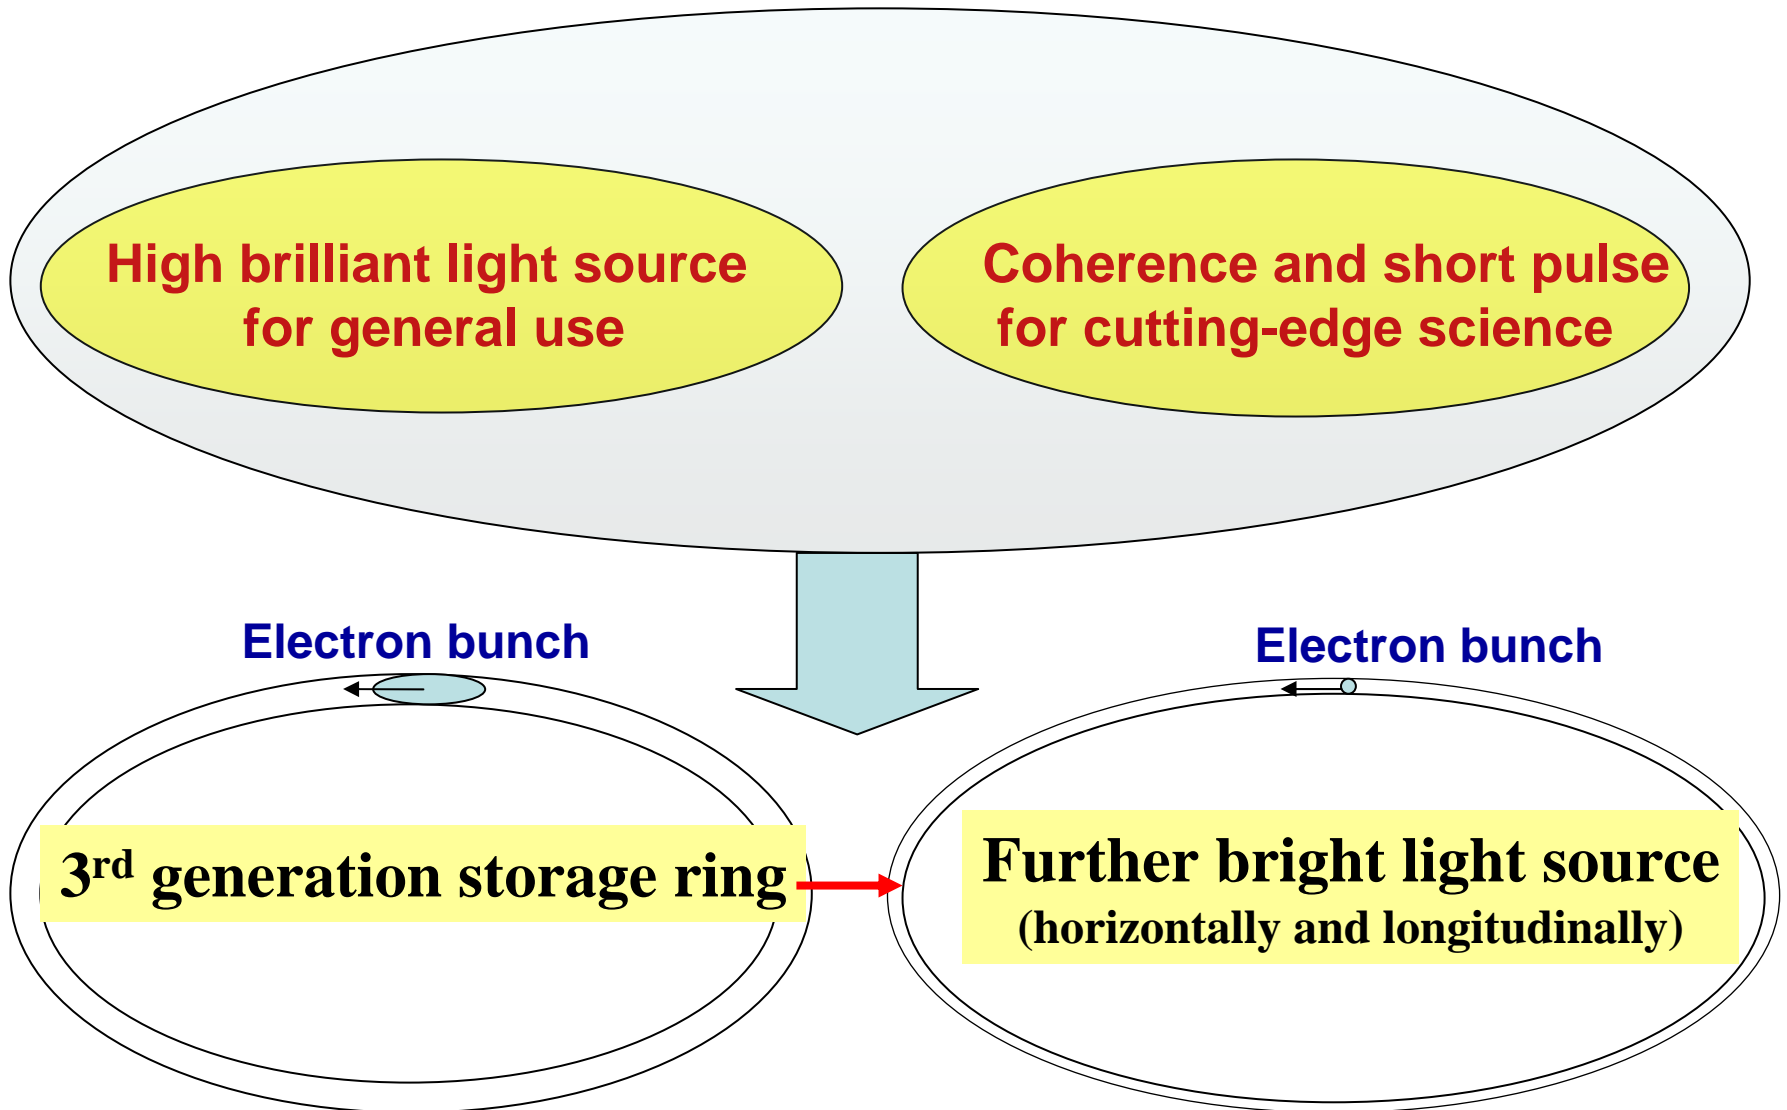 High brilliant light source
for general use
Coherence and short pulse
for cutting-edge science
Electron bunch
Electron bunch
3rd generation storage ring
Further bright light source
(horizontally and longitudinally)